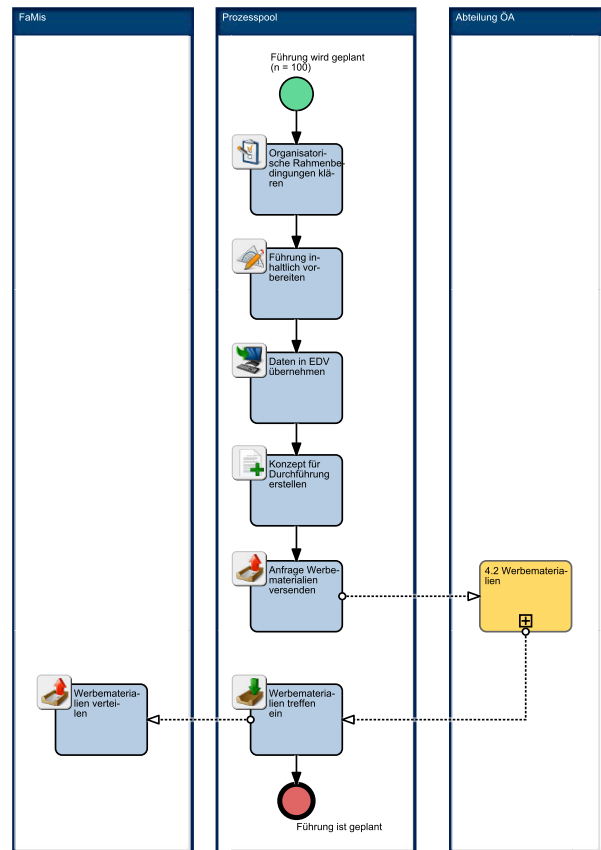 FaMis
Prozesspool
Abteilung ÖA
Führung wird geplant
(n = 100)
Organisatori-
sche Rahmenbe-
dingungen klä-
ren
Führung in-
haltlich vor-
bereiten
Daten in EDV
übernehmen
Konzept für
Durchführung
erstellen
Anfrage Werbe-
materialien
versenden
4.2 Werbemateria-
lien
Werbemateria-
lien vertei-
len
Werbemateria-
lien treffen
ein
Führung ist geplant